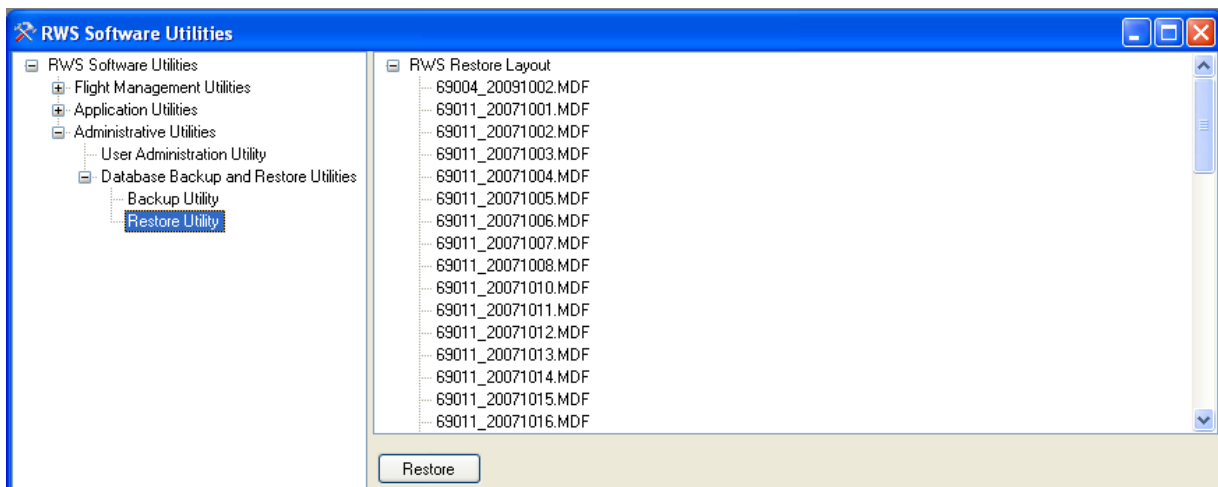 RWS Software Utilities
RWS Software Utilities
Flight Management Utilities
Application Utilities
Administrative Utilities
User Administration Utility
Database Backup and Restore Utilities
Backup Utility
Restore Utility
RWS Restore Layout
69004_20091002.MDF
69011_20071001.MDF
69011_20071002.MDF
69011_20071003.MDF
69011_20071004.MDF
69011_20071005.MDF
69011_20071006.MDF
69011_20071007.MDF
69011_20071008.MDF
69011_20071010.MDF
69011_20071011.MDF
69011_20071012.MDF
69011_20071013.MDF
69011_20071014.MDF
69011_20071015.MDF
69011_20071016.MDF
Restore